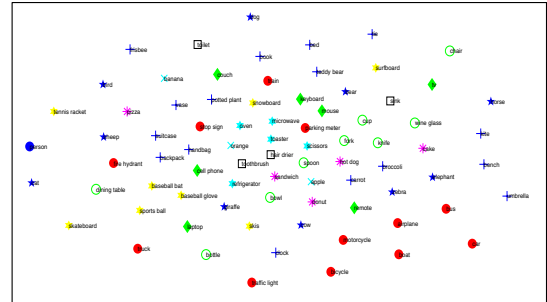 dog
tie
frisbee
toilet
bed
chair
book
couch
train
teddy bear
surfboard
banana
bird
bear
tv
vase
potted plant
snowboard
keyboard
sink
horse
tennis racket
pizza
mouse
stop sign
oven
microwave
parking meter
cup
wine glass
kite
sheep
suitcase
toaster
scissors
fork
knife
person
handbag
orange
cake
fire hydrant
backpack
toothbrush
hair drier
spoon
hot dog
broccoli
bench
cell phone
cat
refrigerator
sandwich
apple
carrot
elephant
dining table
baseball bat
baseball glove
bowl
zebra
umbrella
sports ball
giraffe
donut
remote
bus
skateboard
laptop
skis
cow
airplane
truck
bottle
clock
motorcycle
boat
car
bicycle
traffic light